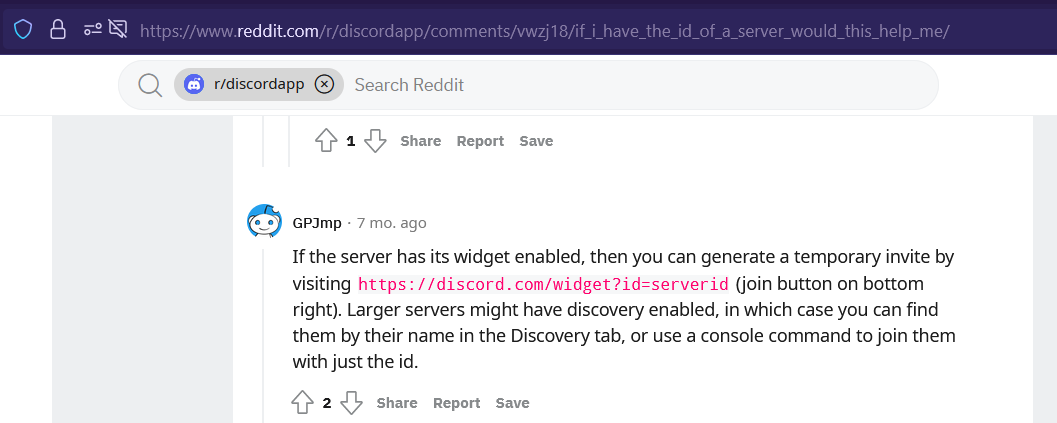 https://www.reddit.com/r/discordapp/comments/vwzj18/if_i_have_the_id_of_a_server_would_this_help_me/
r/discordapp Search Reddit
1 Share Report Save
GPJmp · 7 mo. ago
If the server has its widget enabled, then you can generate a temporary invite by
visiting https://discord.com/widget?id=serverid (join button on bottom
right). Larger servers might have discovery enabled, in which case you can find
them by their name in the Discovery tab, or use a console command to join them
with just the id.
2 Share Report Save